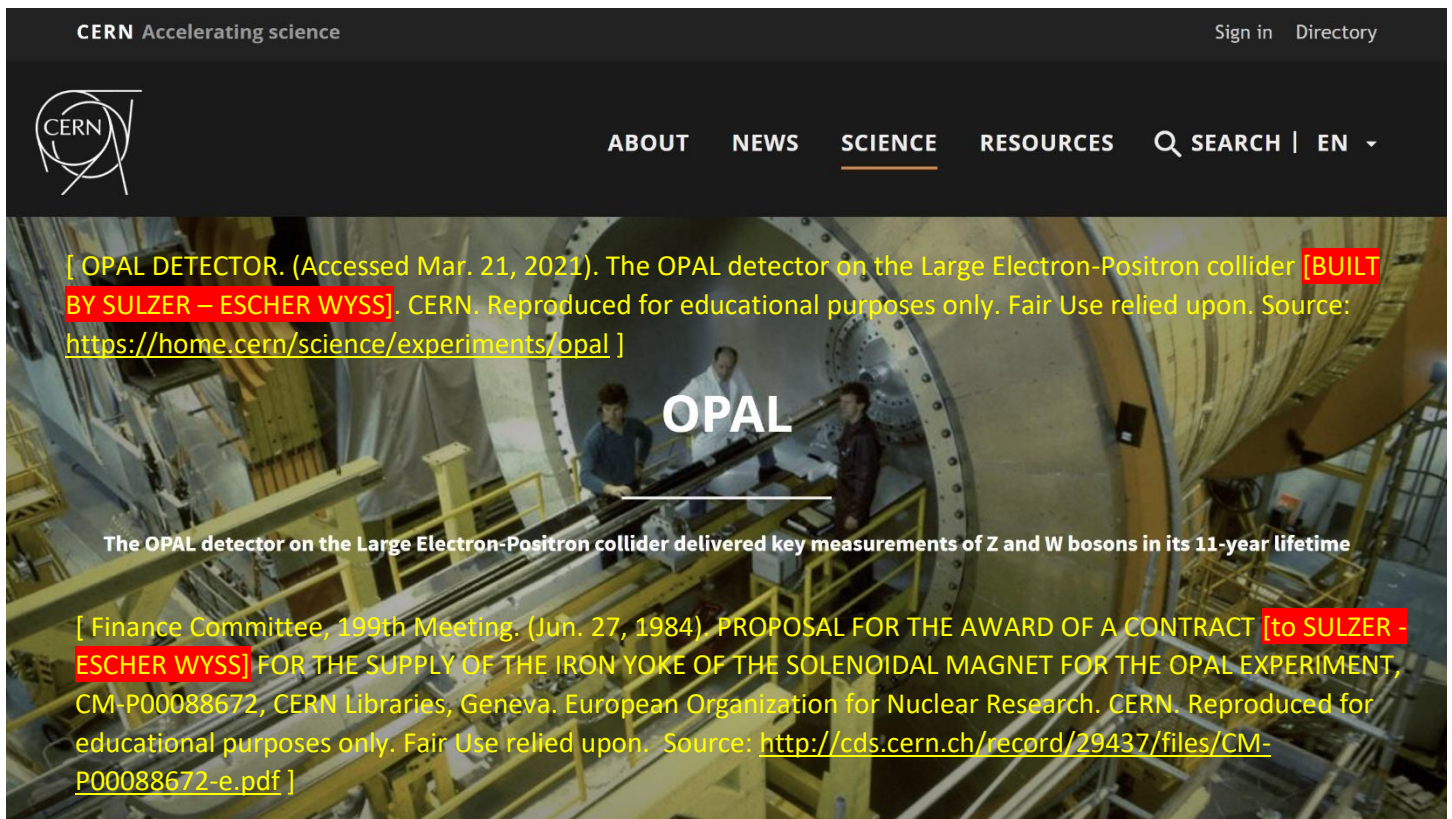 CERN Accelerating science
Sign in Directory
CERN
ABOUT NEWS SCIENCE RESOURCES SEARCH | EN
[ OPAL DETECTOR. (Accessed Mar. 21, 2021). The OPAL detector on the Large Electron-Positron collider [BUILT
BY SULZER – ESCHER WYSS]. CERN. Reproduced for educational purposes only. Fair Use relied upon. Source:
https://home.cern/science/experiments/opal ]
OPAL
The OPAL detector on the Large Electron-Positron collider delivered key measurements of Z and W bosons in its 11-year lifetime
[ Finance Committee, 199th Meeting. (Jun. 27, 1984). PROPOSAL FOR THE AWARD OF A CONTRACT [to SULZER -
ESCHER WYSS] FOR THE SUPPLY OF THE IRON YOKE OF THE SOLENOIDAL MAGNET FOR THE OPAL EXPERIMENT,
CM-P00088672, CERN Libraries, Geneva. European Organization for Nuclear Research. CERN. Reproduced for
educational purposes only. Fair Use relied upon. Source: http://cds.cern.ch/record/29437/files/CM-
P00088672-e.pdf ]